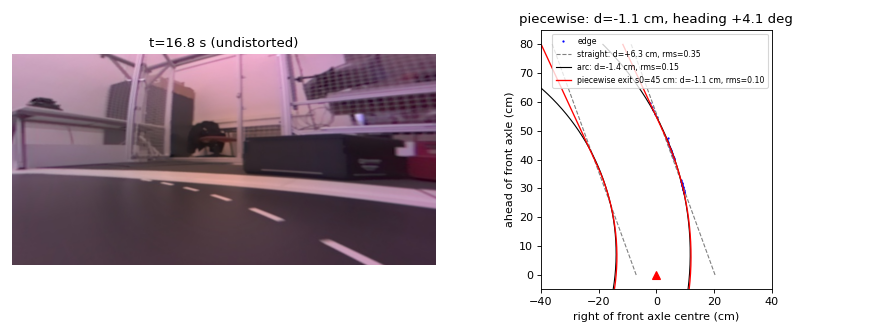 t=16.8 s (undistorted)
piecewise: d=-1.1 cm, heading +4.1 deg
edge
straight: d=+6.3 cm, rms=0.35
arc: d=-1.4 cm, rms=0.15
piecewise exit s0=45 cm: d=-1.1 cm, rms=0.10
ahead of front axle (cm)
80
70
60
50
40
30
20
10
0
−40
−20
0
20
40
right of front axle centre (cm)